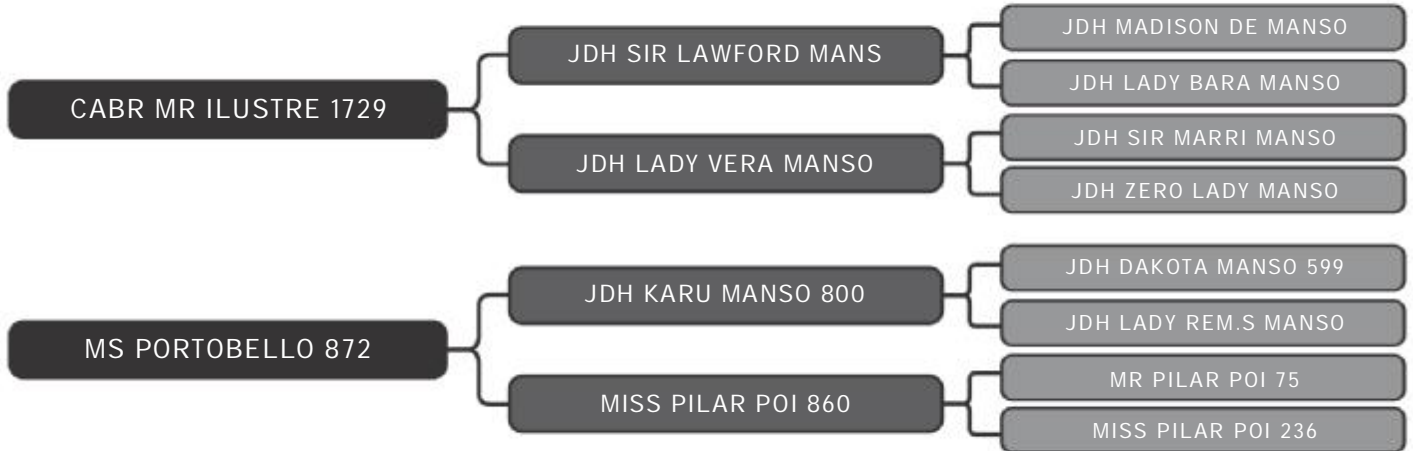 CABR MR ILUSTRE 1729
JDH SIR LAWFORD MANS
JDH MADISON DE MANSO
JDH LADY BARA MANSO
JDH LADY VERA MANSO
JDH SIR MARRI MANSO
JDH ZERO LADY MANSO
MS PORTOBELLO 872
JDH KARU MANSO 800
JDH DAKOTA MANSO 599
JDH LADY REM.S MANSO
MISS PILAR POI 860
MR PILAR POI 75
MISS PILAR POI 236